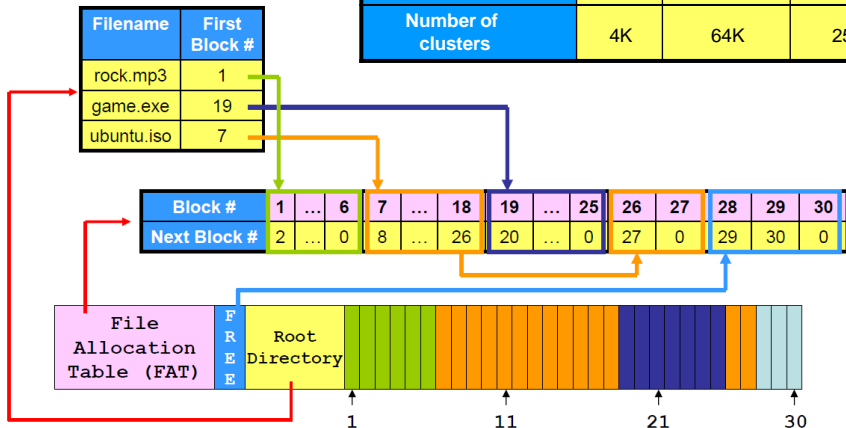 Filename First Block #
rock.mp3 1
game.exe 19
ubuntu.iso 7
Number of clusters 4K 64K
Block # 1 ... 6 7 ... 18 19 ... 25 26 27 28 29 30
Next Block # 2 ... 0 8 ... 26 20 ... 0 27 0 29 30 0
File
Allocation
Table (FAT)
FREE
Root
Directory
1 11 21 30